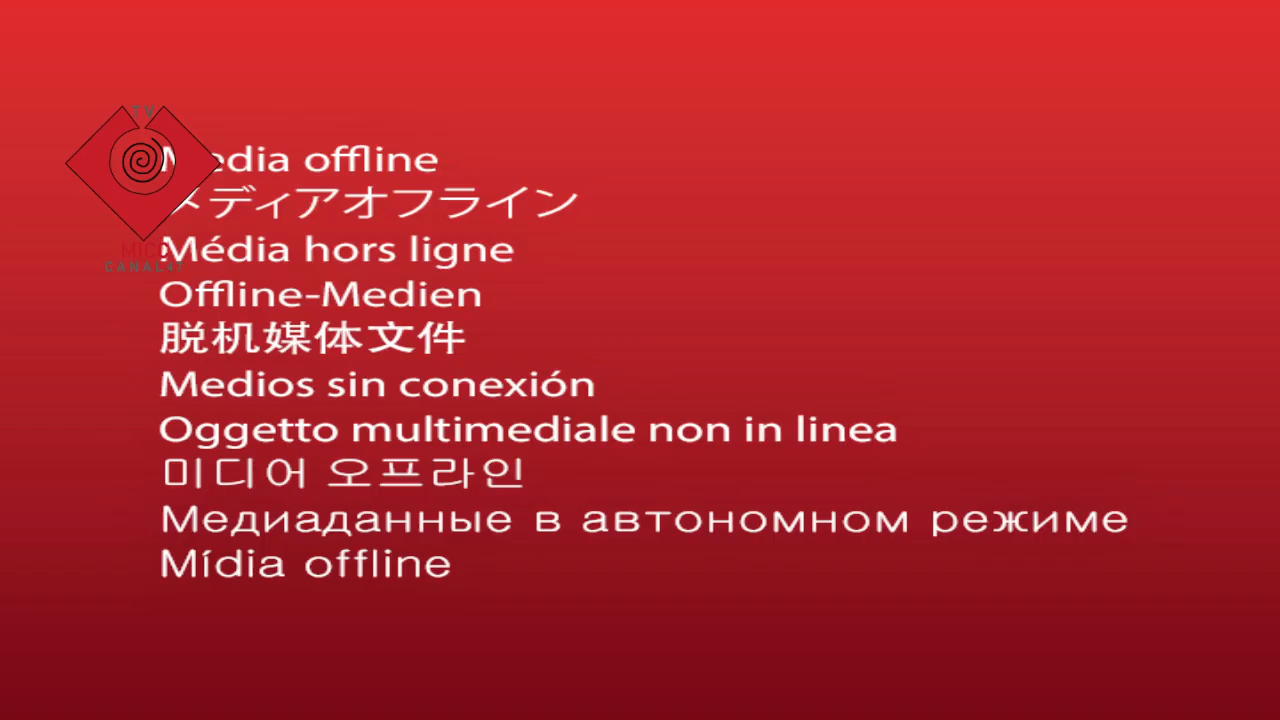 TV
Media offline
メディアオフライン
Média hors ligne
CANAL
Offline-Medien
脱机媒体文件
Medios sin conexión
Oggetto multimediale non in linea
미디어 오프라인
Медиаданные в автономном режиме
Mídia offline